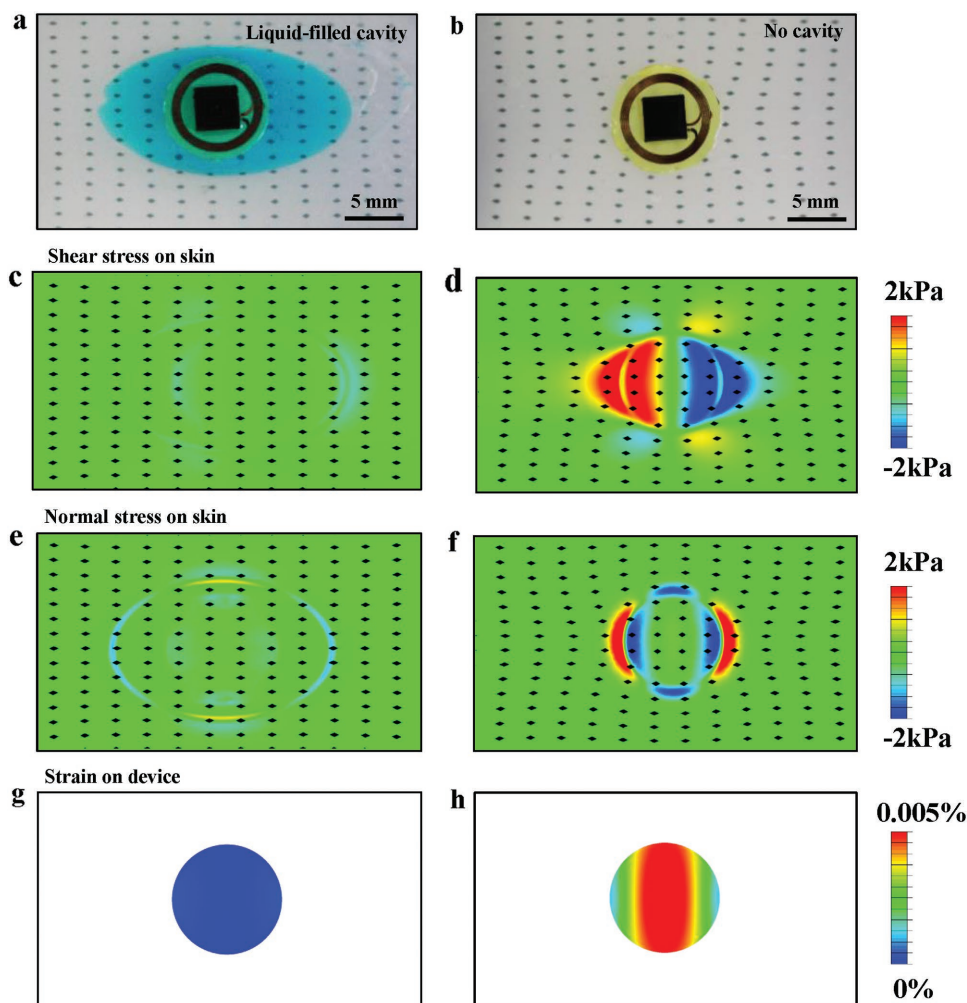 a
Liquid-filled cavity
5 mm
b
No cavity
5 mm
Shear stress on skin
c
d
2kPa
-2kPa
Normal stress on skin
e
f
2kPa
-2kPa
Strain on device
g
h
0.005%
0%